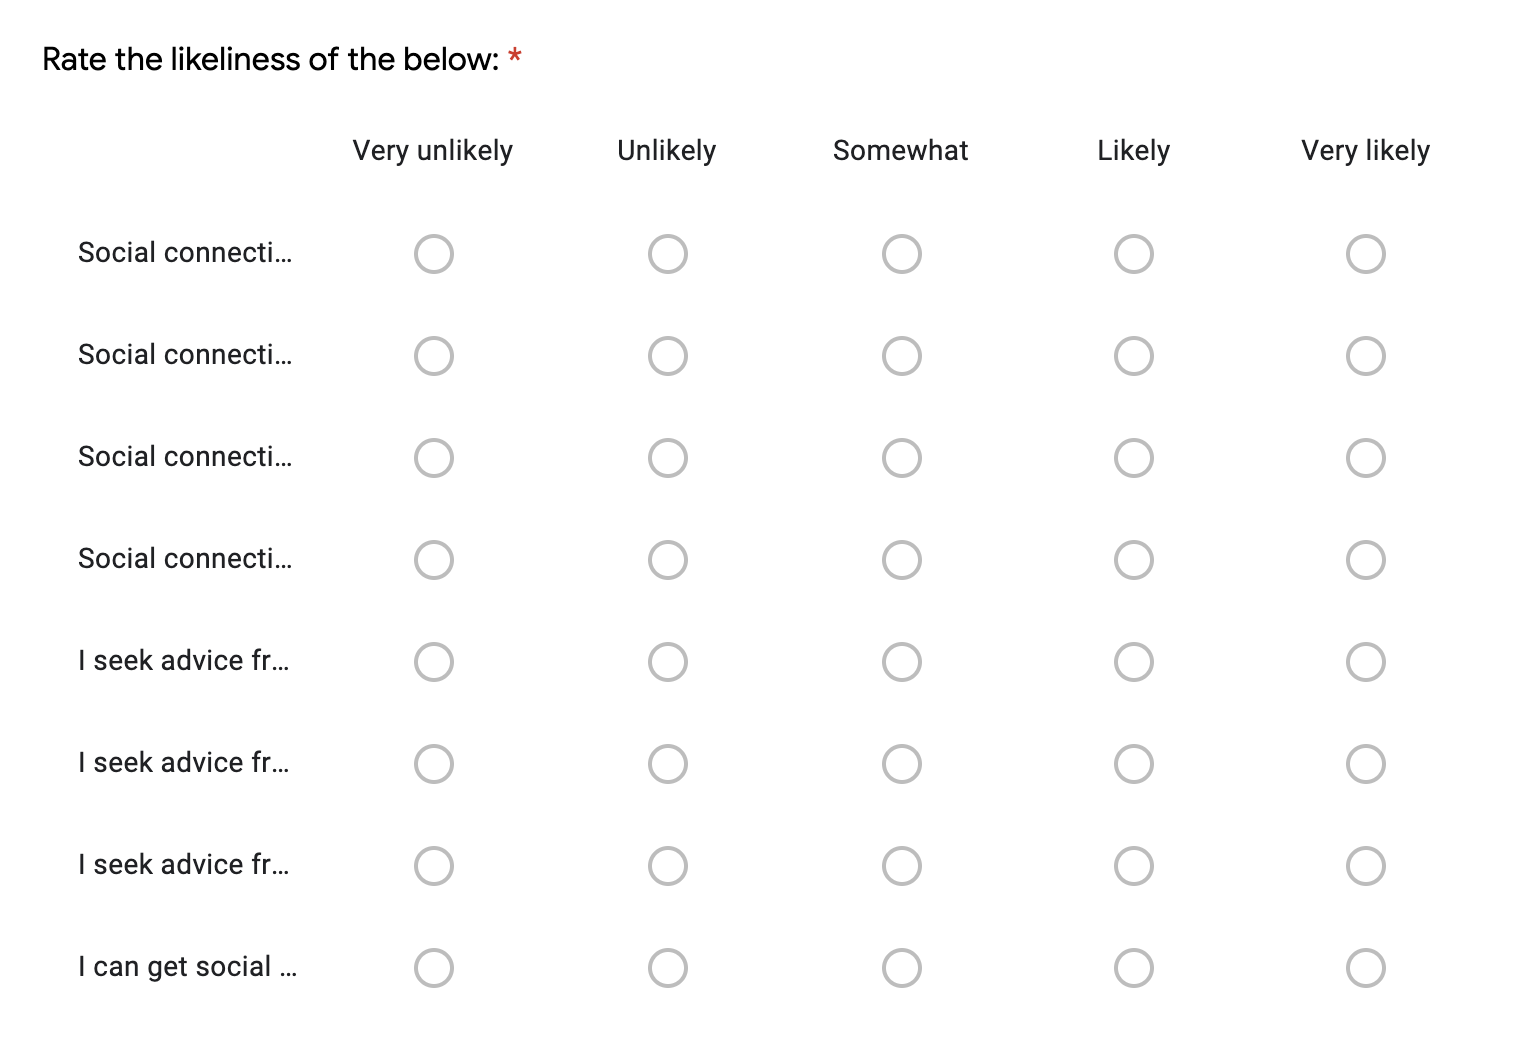 Rate the likeliness of the below: *
Very unlikely Unlikely Somewhat Likely Very likely
Social connecti...
Social connecti...
Social connecti...
Social connecti...
I seek advice fr...
I seek advice fr...
I seek advice fr...
I can get social ...